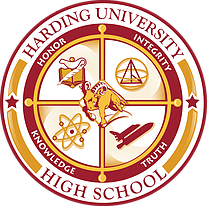 HARDING UNIVERSITY
HONOR
INTEGRITY
KNOWLEDGE
TRUTH
HIGH SCHOOL